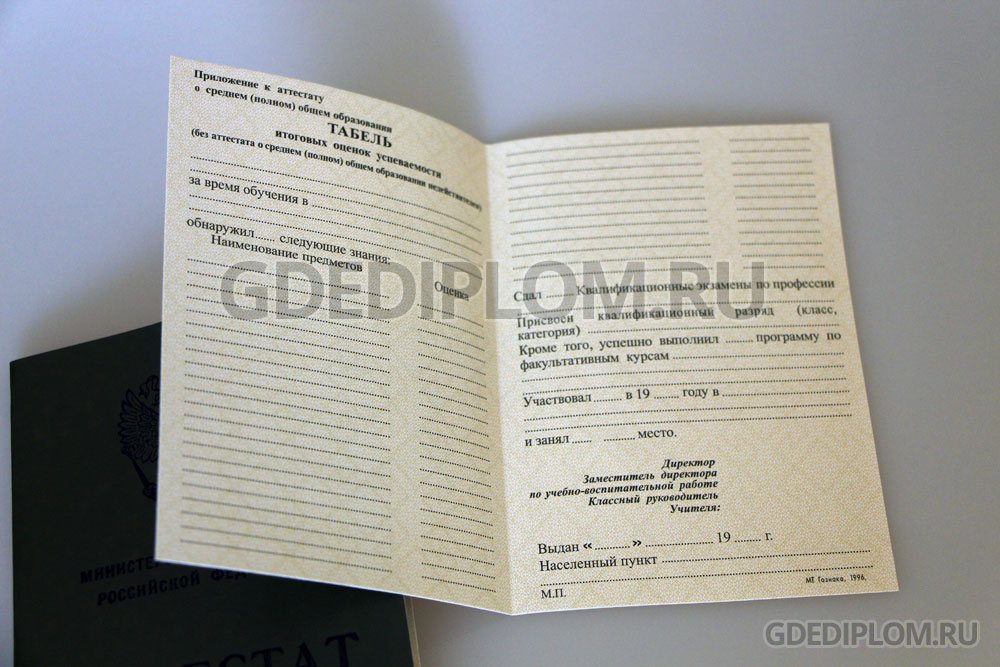 Приложение к аттестату
о среднем (полном) общем образовании
ТАБЕЛЬ
итоговых оценок успеваемости
(без аттестата о среднем (полном) общем образовании недействителен)
за время обучения в
обнаружил...... следующие знания:
Наименование предметов
Оценка
Сдал Квалификационные экзамены по профессии
Присвоен квалификационный разряд (класс,
категория)
Кроме того, успешно выполнил ......... программу по
факультативным курсам
Участвовал ......... в 19 ........ году в
и занял ...... .......... место.
Директор
Заместитель директора
по учебно-воспитательной работе
Классный руководитель
Учителя:
Выдан « .......... » .................... 19 ........ г.
Населенный пункт
М.П.
МТ Гознака, 1996.
GDEDIPLOM.RU
МИНИСТЕР
РОССИЙСКОЙ ФЕД
ЕСТАТ
GDEDIPLOM.RU